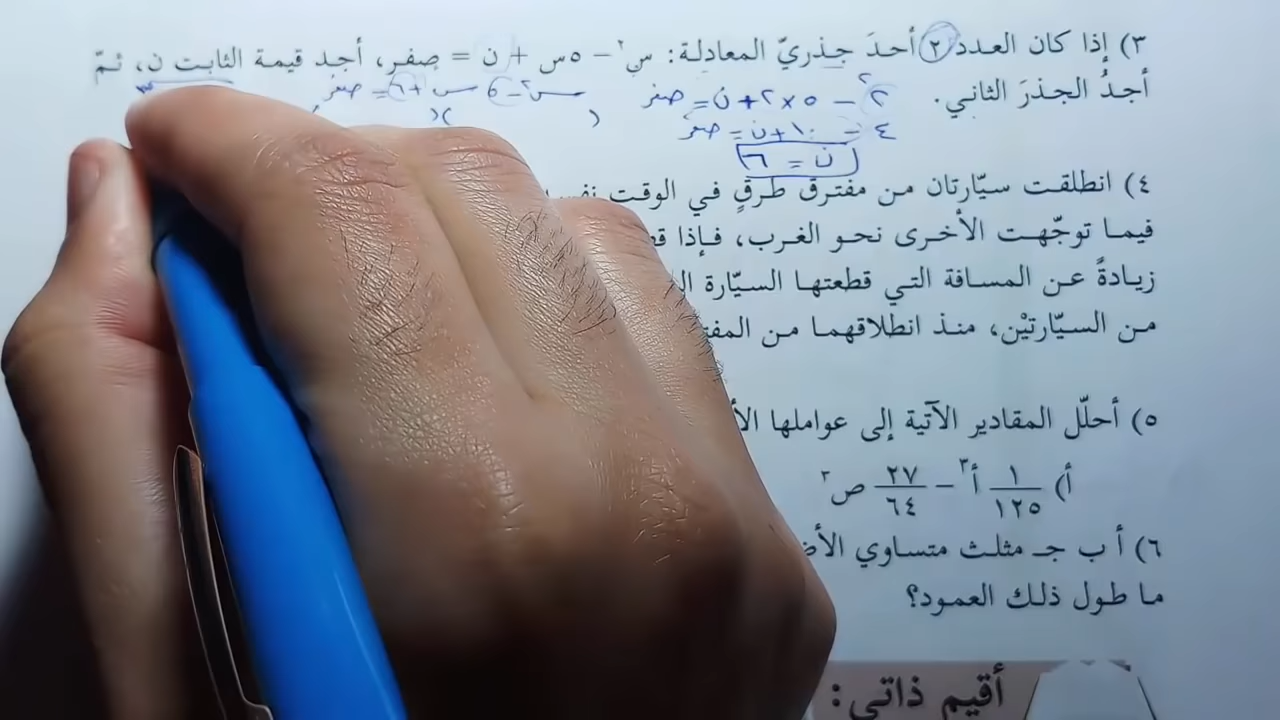 ٣) إذا كان العدد ٢ أحدَ جذريّ المعادلة: س٢ - ٥س + ن = صفر، أجد قيمة الثابت ن، ثمّ
أجدُ الجذرَ الثاني.
٢٢ - ٥×٢ + ن = صفر
٤ - ١٠ + ن = صفر
ن = ٦
٤) انطلقت سيّارتان من مفترق طرقٍ في الوقت
فيما توجّهت الأخرى نحو الغرب، فإذا
زيادةً عن المسافة التي قطعتها السيّارة
من السيّارتيْن، منذ انطلاقهما من
٥) أحلّل المقادير الآتية إلى عواملها
أ) ١/١٢٥ أ٣ - ٢٧/٦٤ ص٣
٦) أ ب جـ مثلث متساوي
ما طول ذلك العمود؟
أقيم ذاتي: